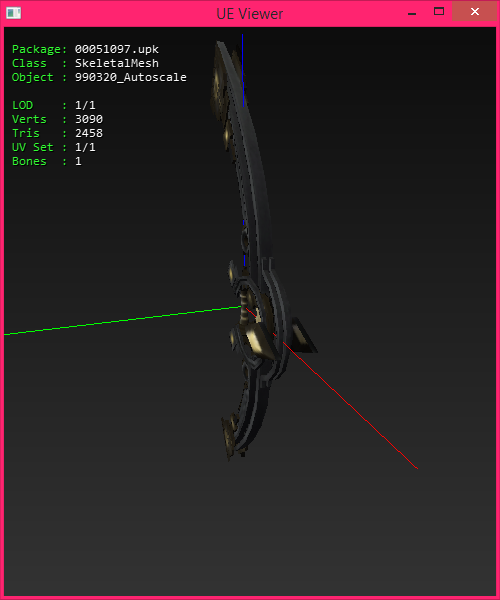 UE Viewer
Package: 00051097.upk
Class  : SkeletalMesh
Object : 990320_Autoscale
LOD    : 1/1
Verts  : 3090
Tris   : 2458
UV Set : 1/1
Bones  : 1